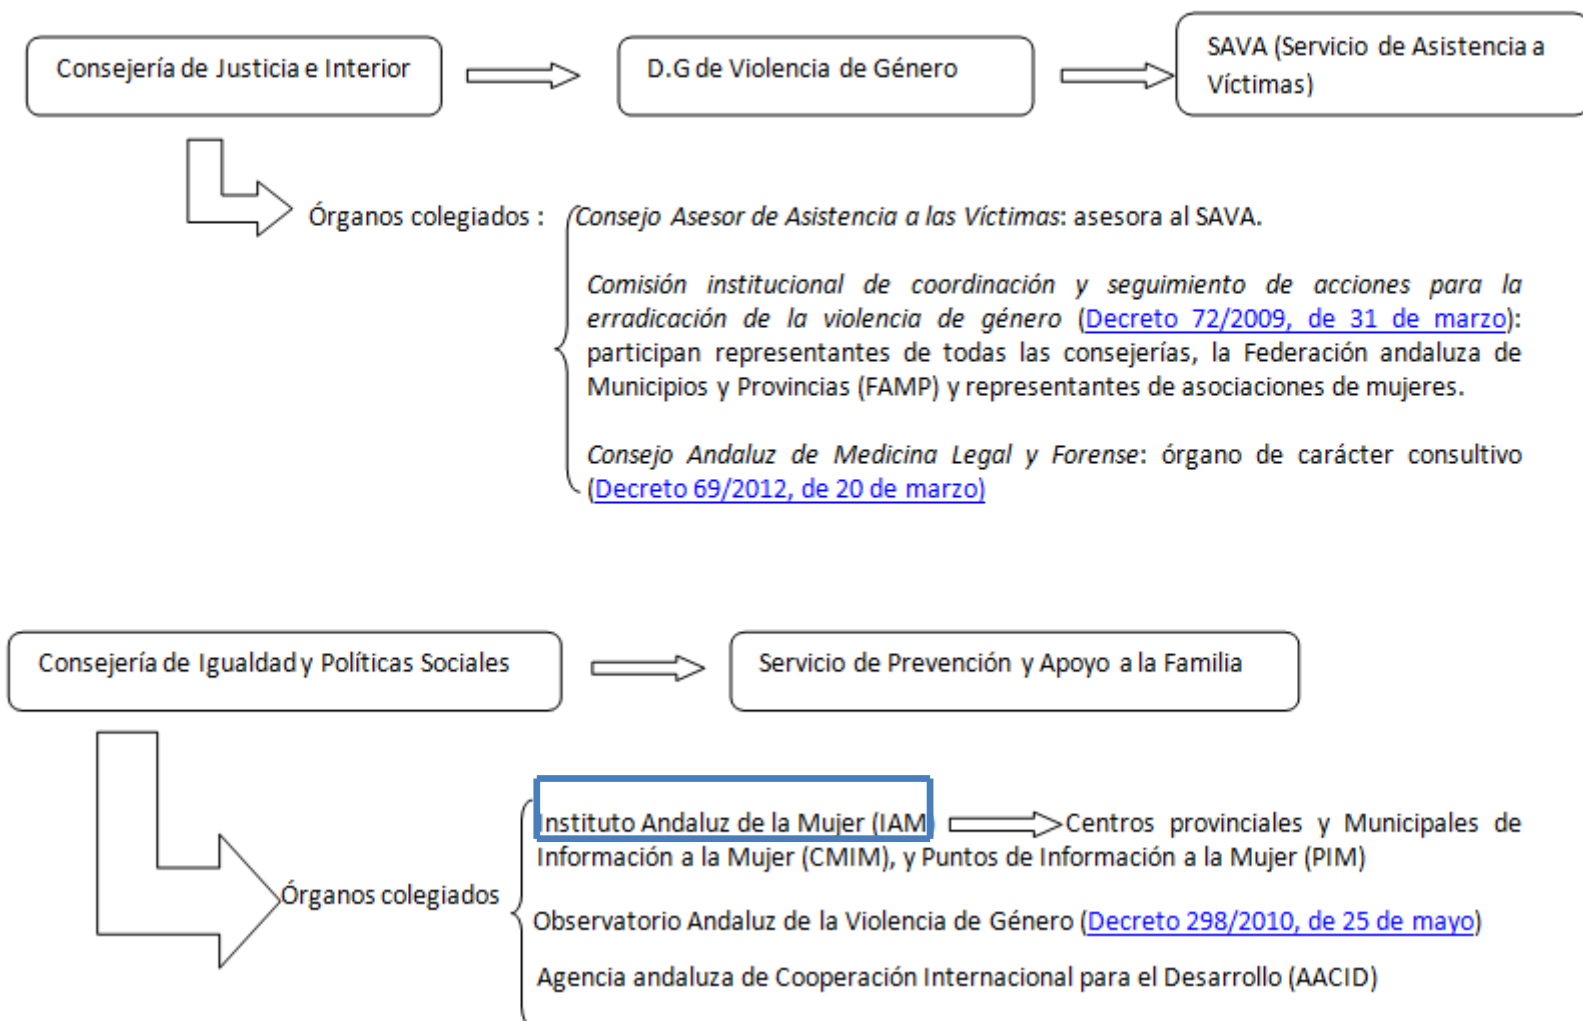 Consejería de Justicia e Interior
D.G de Violencia de Género
SAVA (Servicio de Asistencia a
Víctimas)
Órganos colegiados :
Consejo Asesor de Asistencia a las Víctimas: asesora al SAVA.
Comisión institucional de coordinación y seguimiento de acciones para la
erradicación de la violencia de género (Decreto 72/2009, de 31 de marzo):
participan representantes de todas las consejerías, la Federación andaluza de
Municipios y Provincias (FAMP) y representantes de asociaciones de mujeres.
Consejo Andaluz de Medicina Legal y Forense: órgano de carácter consultivo
(Decreto 69/2012, de 20 de marzo)
Consejería de Igualdad y Políticas Sociales
Servicio de Prevención y Apoyo a la Familia
Órganos colegiados
Instituto Andaluz de la Mujer (IAM) Centros provinciales y Municipales de
Información a la Mujer (CMIM), y Puntos de Información a la Mujer (PIM)
Observatorio Andaluz de la Violencia de Género (Decreto 298/2010, de 25 de mayo)
Agencia andaluza de Cooperación Internacional para el Desarrollo (AACID)